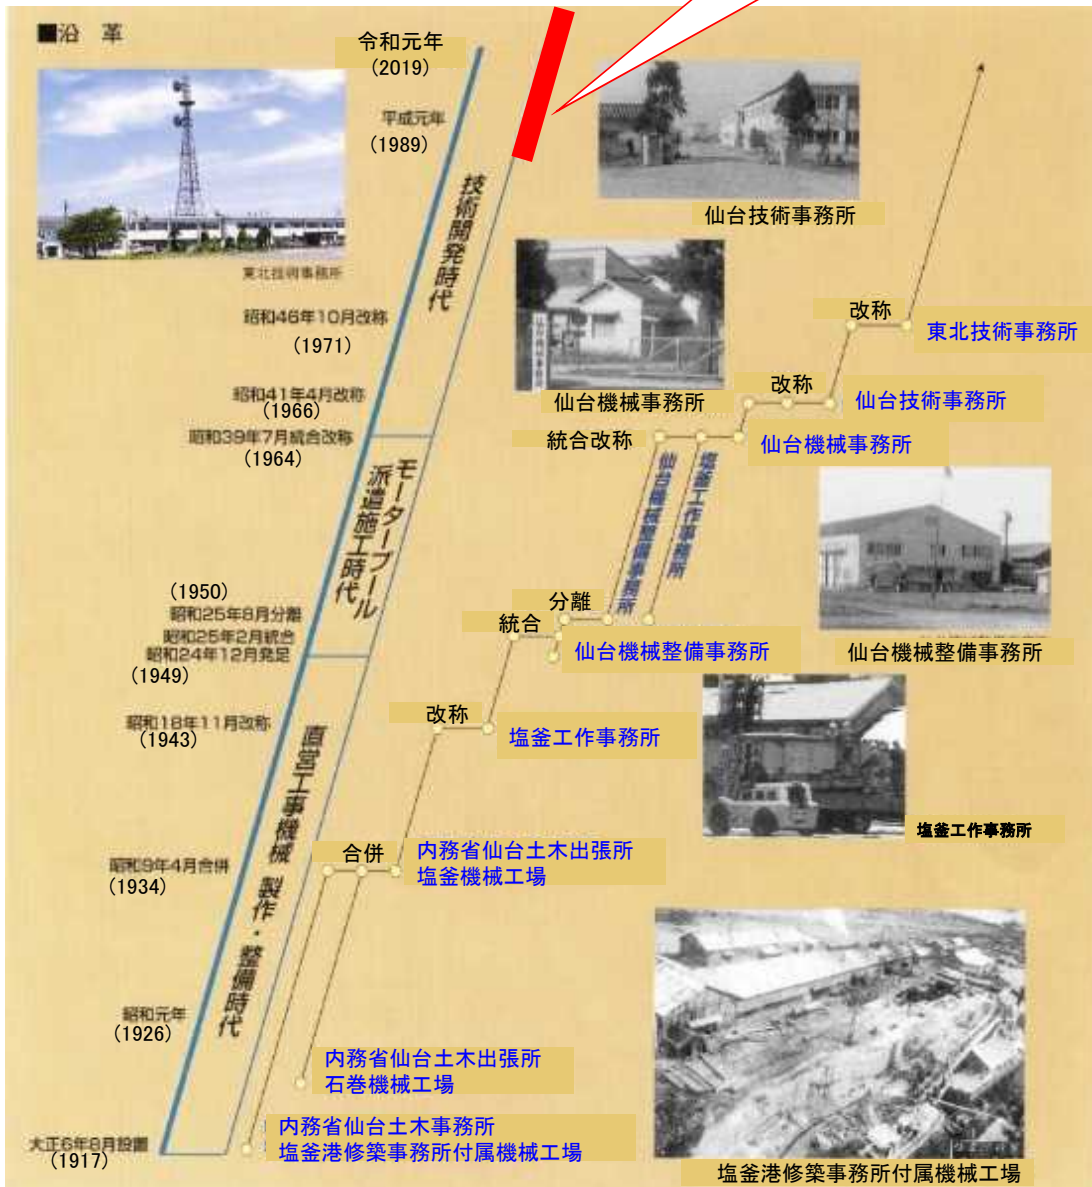 ■沿 革
令和元年
(2019)
平成元年
(1989)
東北技術事務所
昭和46年10月改称
(1971)
昭和41年4月改称
(1966)
昭和39年7月統合改称
(1964)
(1950)
昭和25年8月分離
昭和25年2月統合
昭和24年12月発足
(1949)
昭和18年11月改称
(1943)
昭和9年4月合併
(1934)
昭和元年
(1926)
大正6年8月設置
(1917)
技術開発時代
モータープール
派遣施工時代
直営工事機械 製作・整備時代
仙台技術事務所
仙台機械事務所
改称
東北技術事務所
改称
仙台技術事務所
統合改称
仙台機械事務所
仙台機械整備事務所
塩釜工作事務所
分離
統合
仙台機械整備事務所
仙台機械整備事務所
改称
塩釜工作事務所
塩釜工作事務所
合併
内務省仙台土木出張所
塩釜機械工場
内務省仙台土木出張所
石巻機械工場
内務省仙台土木事務所
塩釜港修築事務所付属機械工場
塩釜港修築事務所付属機械工場